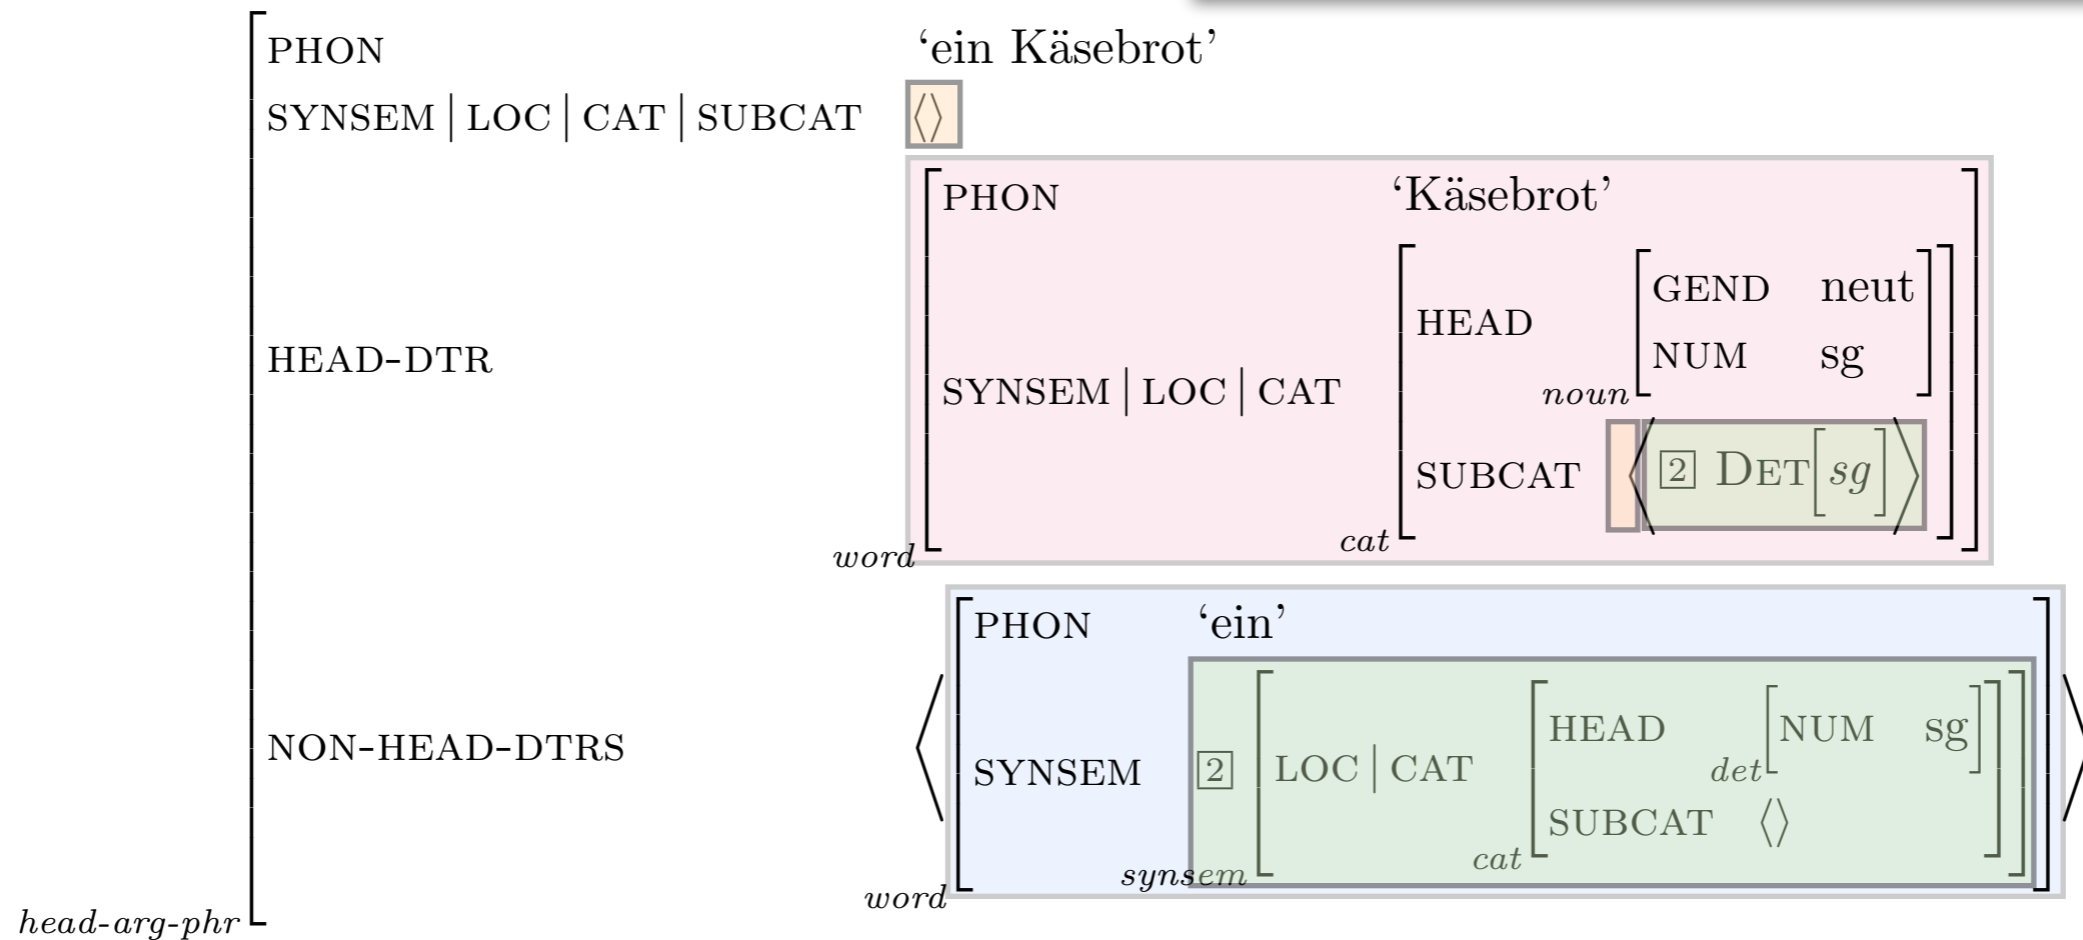 PHON ‘ein Käsebrot’
SYNSEM | LOC | CAT | SUBCAT ⟨⟩
PHON ‘Käsebrot’
GEND neut
HEAD
NUM sg
noun
HEAD-DTR
SYNSEM | LOC | CAT
SUBCAT ⟨ 2 DET[sg] ⟩
cat
word
PHON ‘ein’
HEAD NUM sg
det
NON-HEAD-DTRS
SYNSEM 2 LOC | CAT
SUBCAT ⟨⟩
cat
synsem
word
head-arg-phr